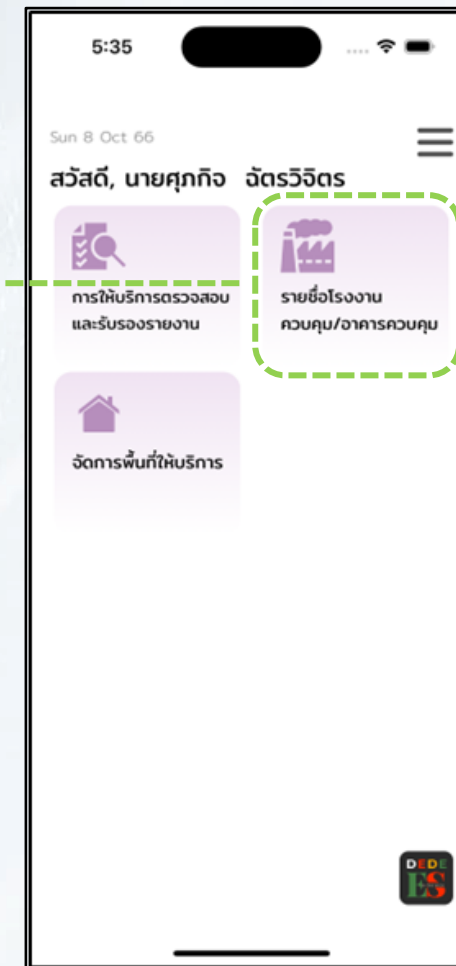 5:35
Sun 8 Oct 66
สวัสดี, นายศุภกิจ ฉัตรวิจิตร
การให้บริการตรวจสอบ
และรับรองรายงาน
รายชื่อโรงงาน
ควบคุม/อาคารควบคุม
จัดการพื้นที่ให้บริการ
DEDE
ES